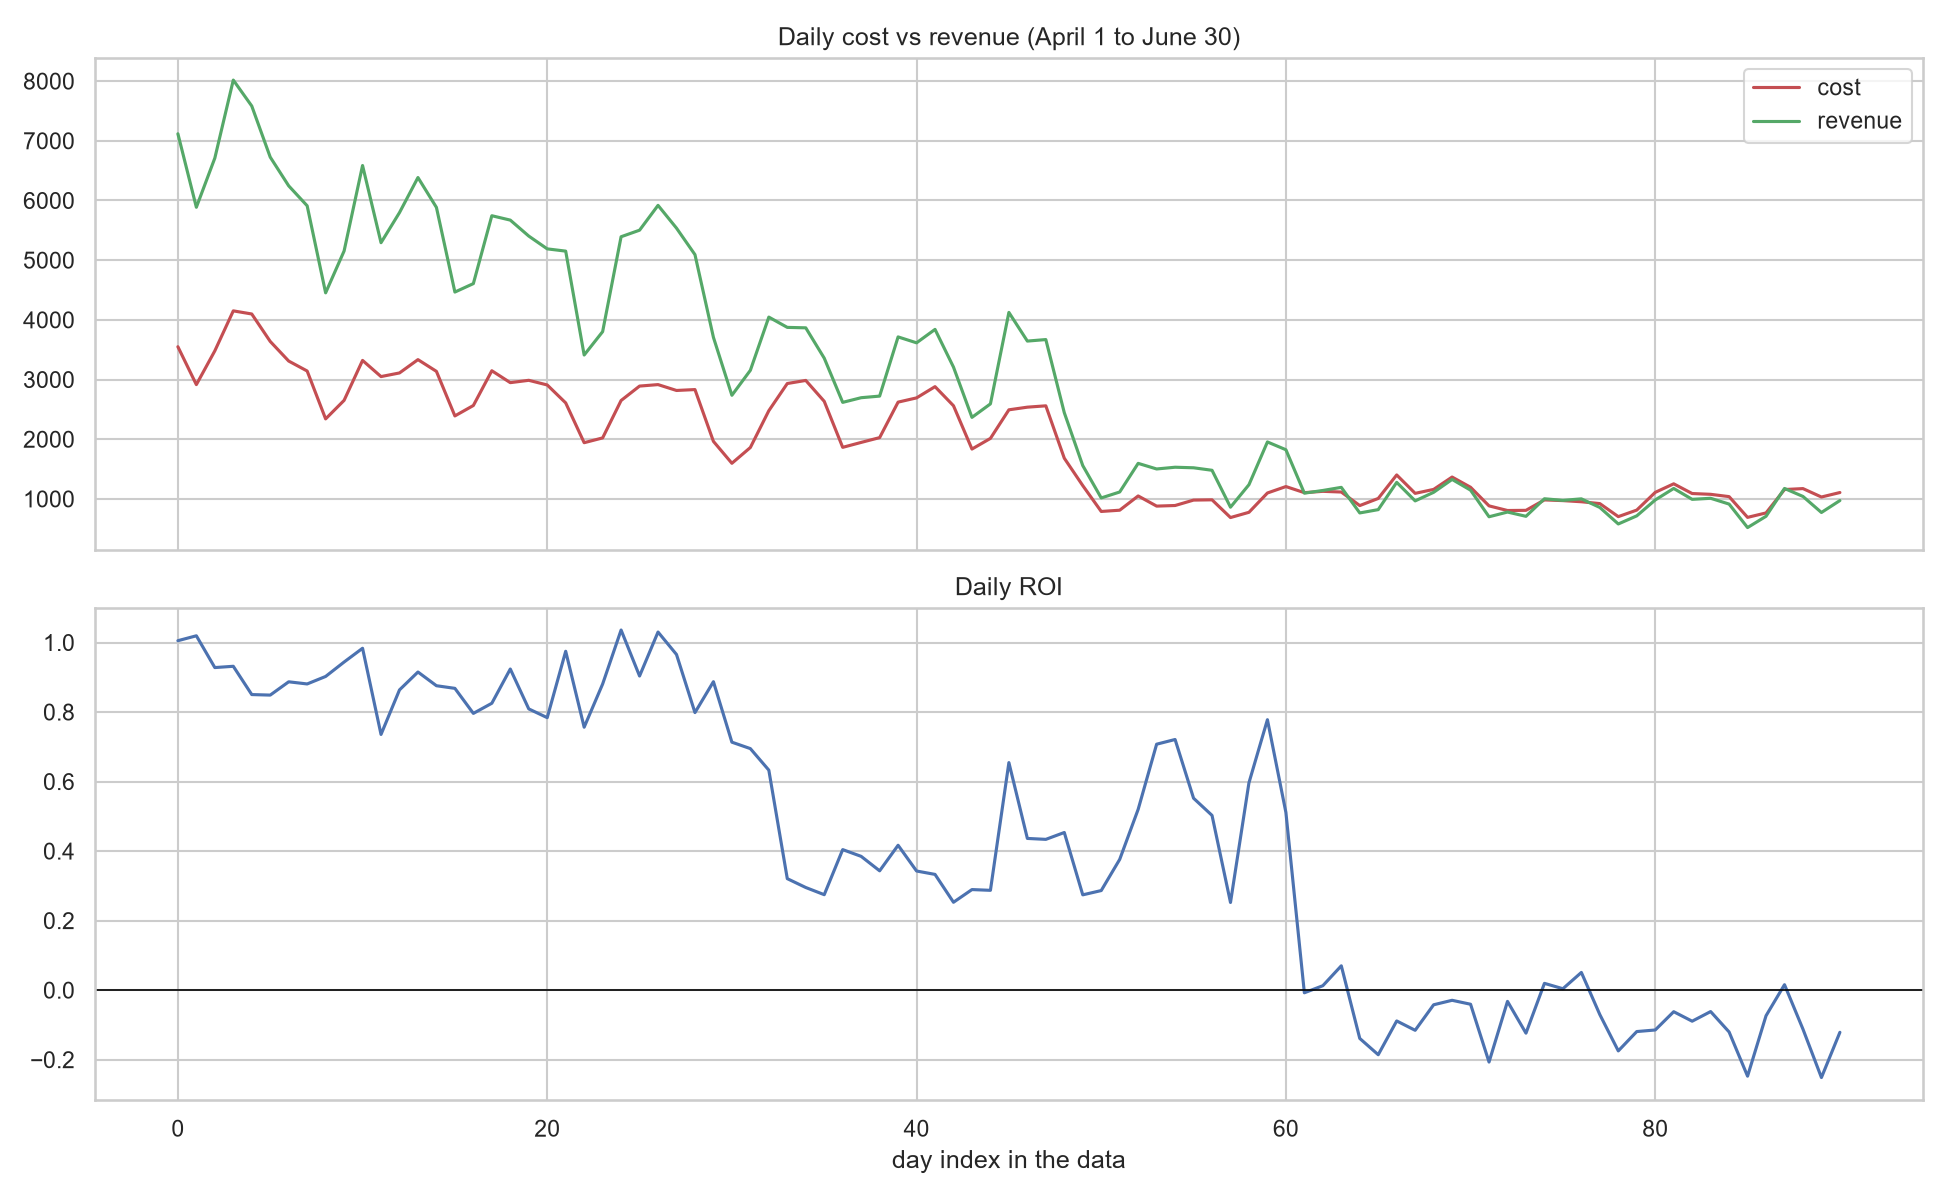 Daily cost vs revenue (April 1 to June 30)
cost
revenue
8000
7000
6000
5000
4000
3000
2000
1000
Daily ROI
1.0
0.8
0.6
0.4
0.2
0.0
−0.2
0 20 40 60 80
day index in the data